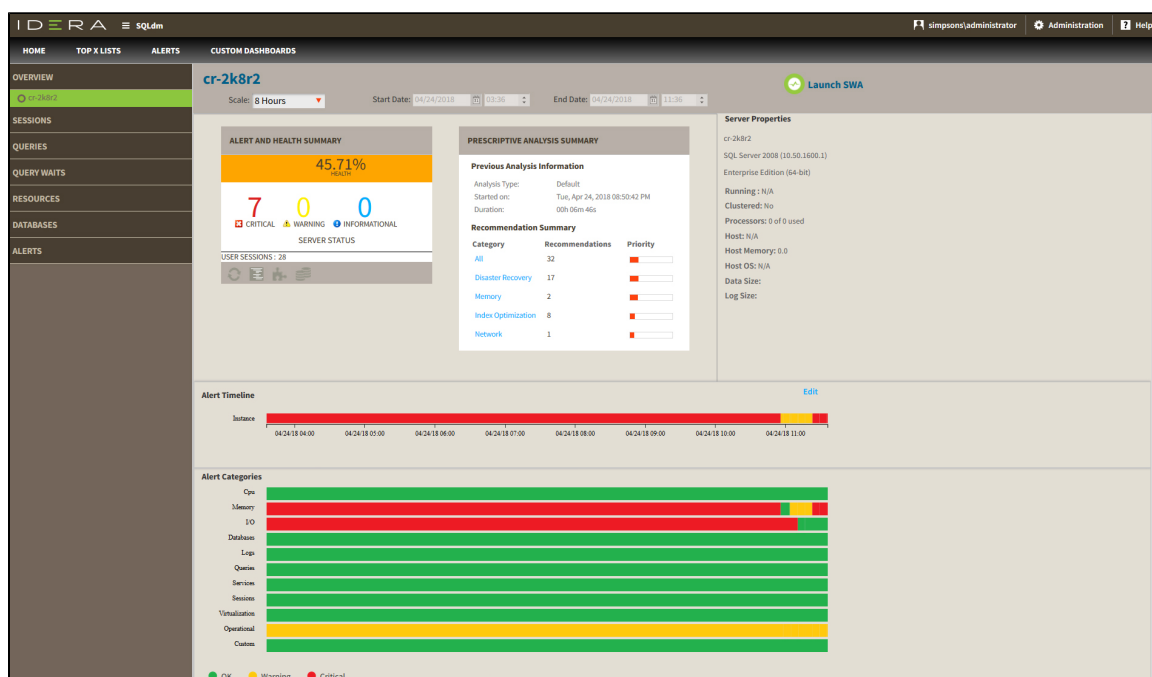 IDERA ≡ SQLdm simpsons\administrator Administration ? Help
HOME TOP X LISTS ALERTS CUSTOM DASHBOARDS
OVERVIEW
cr-2k8r2
SESSIONS
QUERIES
QUERY WAITS
RESOURCES
DATABASES
ALERTS
cr-2k8r2
Launch SWA
Scale: 8 Hours Start Date: 04/24/2018 03:36 End Date: 04/24/2018 11:36
ALERT AND HEALTH SUMMARY
45.71%
HEALTH
7 0 0
CRITICAL WARNING INFORMATIONAL
SERVER STATUS
USER SESSIONS : 28
PRESCRIPTIVE ANALYSIS SUMMARY
Previous Analysis Information
Analysis Type: Default
Started on: Tue, Apr 24, 2018 08:50:42 PM
Duration: 00h 06m 46s
Recommendation Summary
Category Recommendations Priority
All 32
Disaster Recovery 17
Memory 2
Index Optimization 8
Network 1
Server Properties
cr-2k8r2
SQL Server 2008 (10.50.1600.1)
Enterprise Edition (64-bit)
Running : N/A
Clustered: No
Processors: 0 of 0 used
Host: N/A
Host Memory: 0.0
Host OS: N/A
Data Size:
Log Size:
Alert Timeline Edit
Instance
04/24/18 04:00 04/24/18 05:00 04/24/18 06:00 04/24/18 07:00 04/24/18 08:00 04/24/18 09:00 04/24/18 10:00 04/24/18 11:00
Alert Categories
Cpu
Memory
I/O
Databases
Logs
Queries
Services
Sessions
Virtualization
Operational
Custom
OK Warning Critical